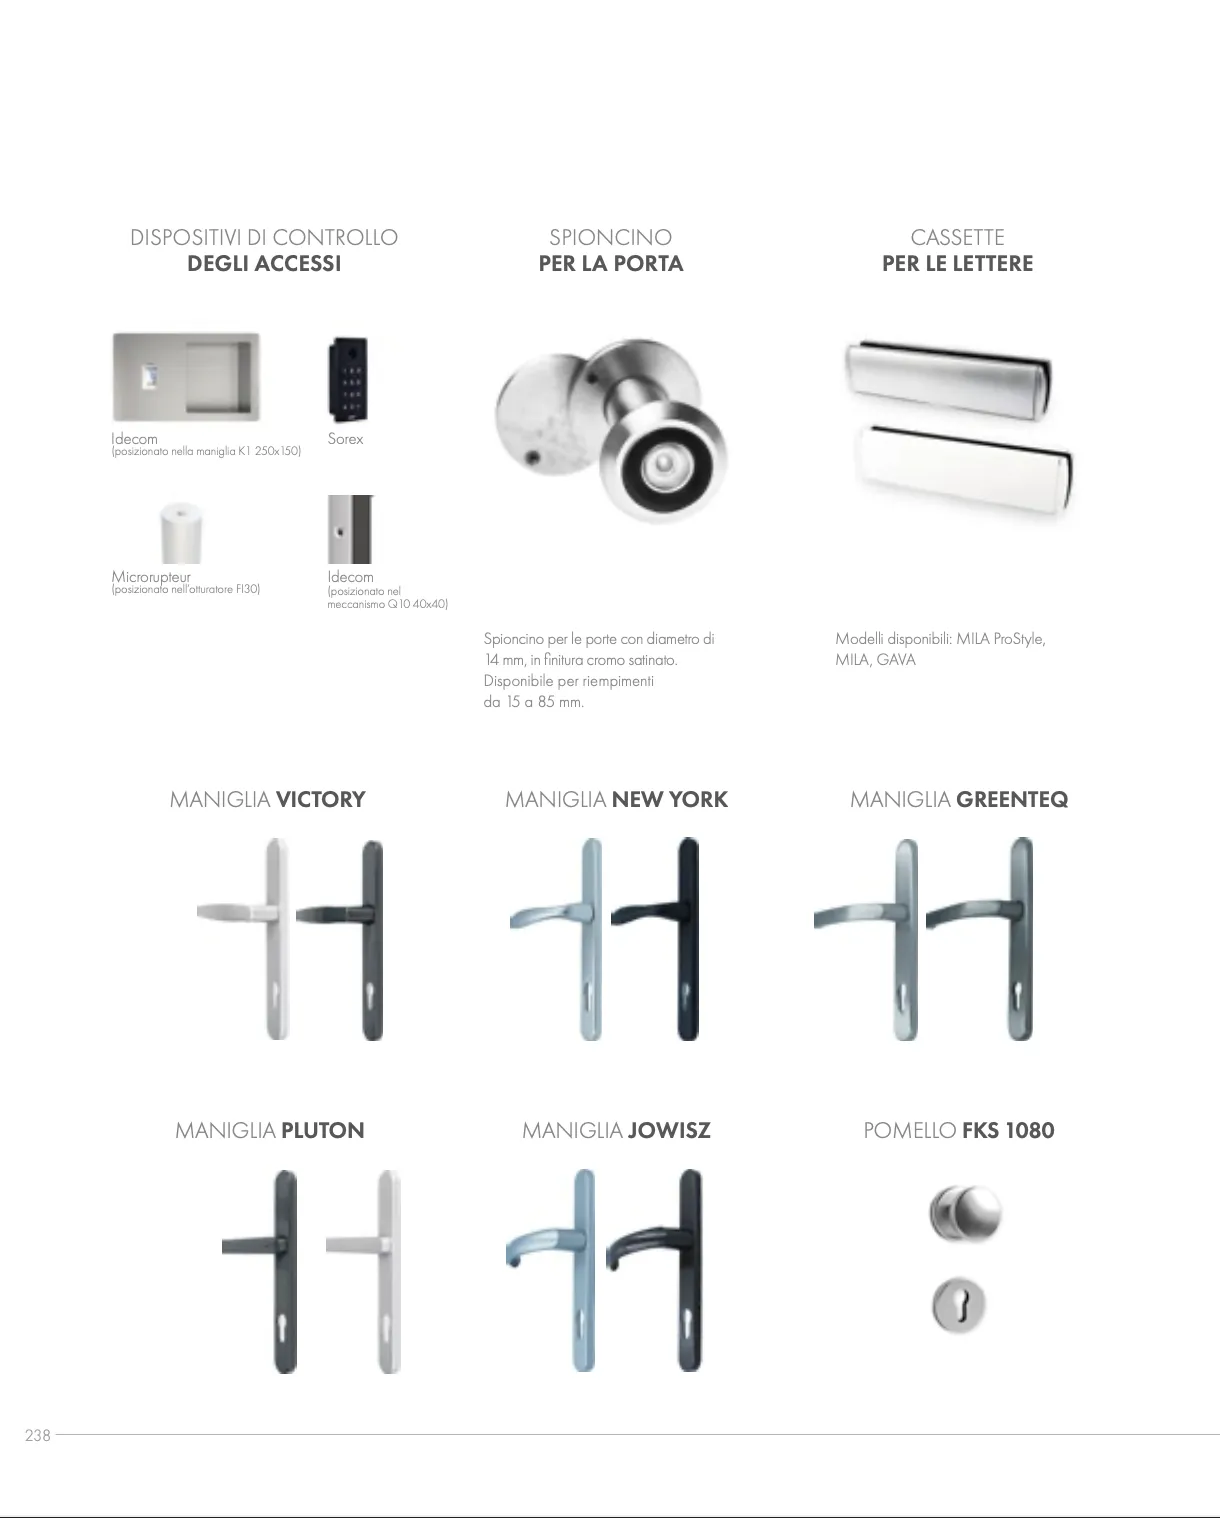 DISPOSITIVI DI CONTROLLO
DEGLI ACCESSI
Idecom
(posizionato nella maniglia K1 250x150)
Sorex
Microrupteur
(posizionato nell'otturatore FI30)
Idecom
(posizionato nel
meccanismo Q10 40x40)
SPIONCINO
PER LA PORTA
Spioncino per le porte con diametro di
14 mm, in finitura cromo satinato.
Disponibile per riempimenti
da 15 a 85 mm.
CASSETTE
PER LE LETTERE
Modelli disponibili: MILA ProStyle,
MILA, GAVA
MANIGLIA VICTORY
MANIGLIA NEW YORK
MANIGLIA GREENTEQ
MANIGLIA PLUTON
MANIGLIA JOWISZ
POMELLO FKS 1080
238